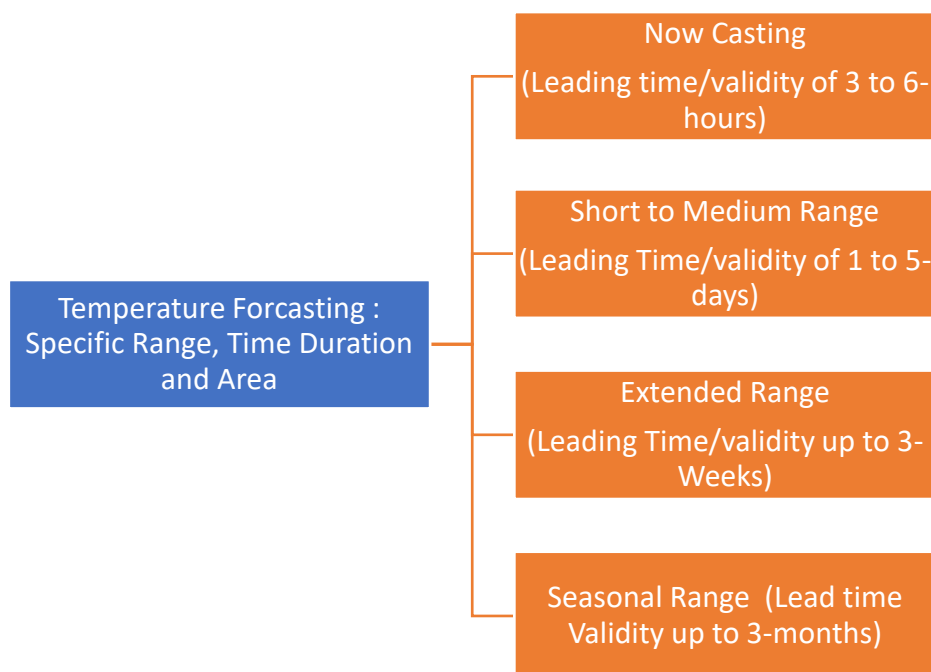 Now Casting
(Leading time/validity of 3 to 6-
hours)
Short to Medium Range
(Leading Time/validity of 1 to 5-
days)
Temperature Forcasting :
Specific Range, Time Duration
and Area
Extended Range
(Leading Time/validity up to 3-
Weeks)
Seasonal Range  (Lead time
Validity up to 3-months)